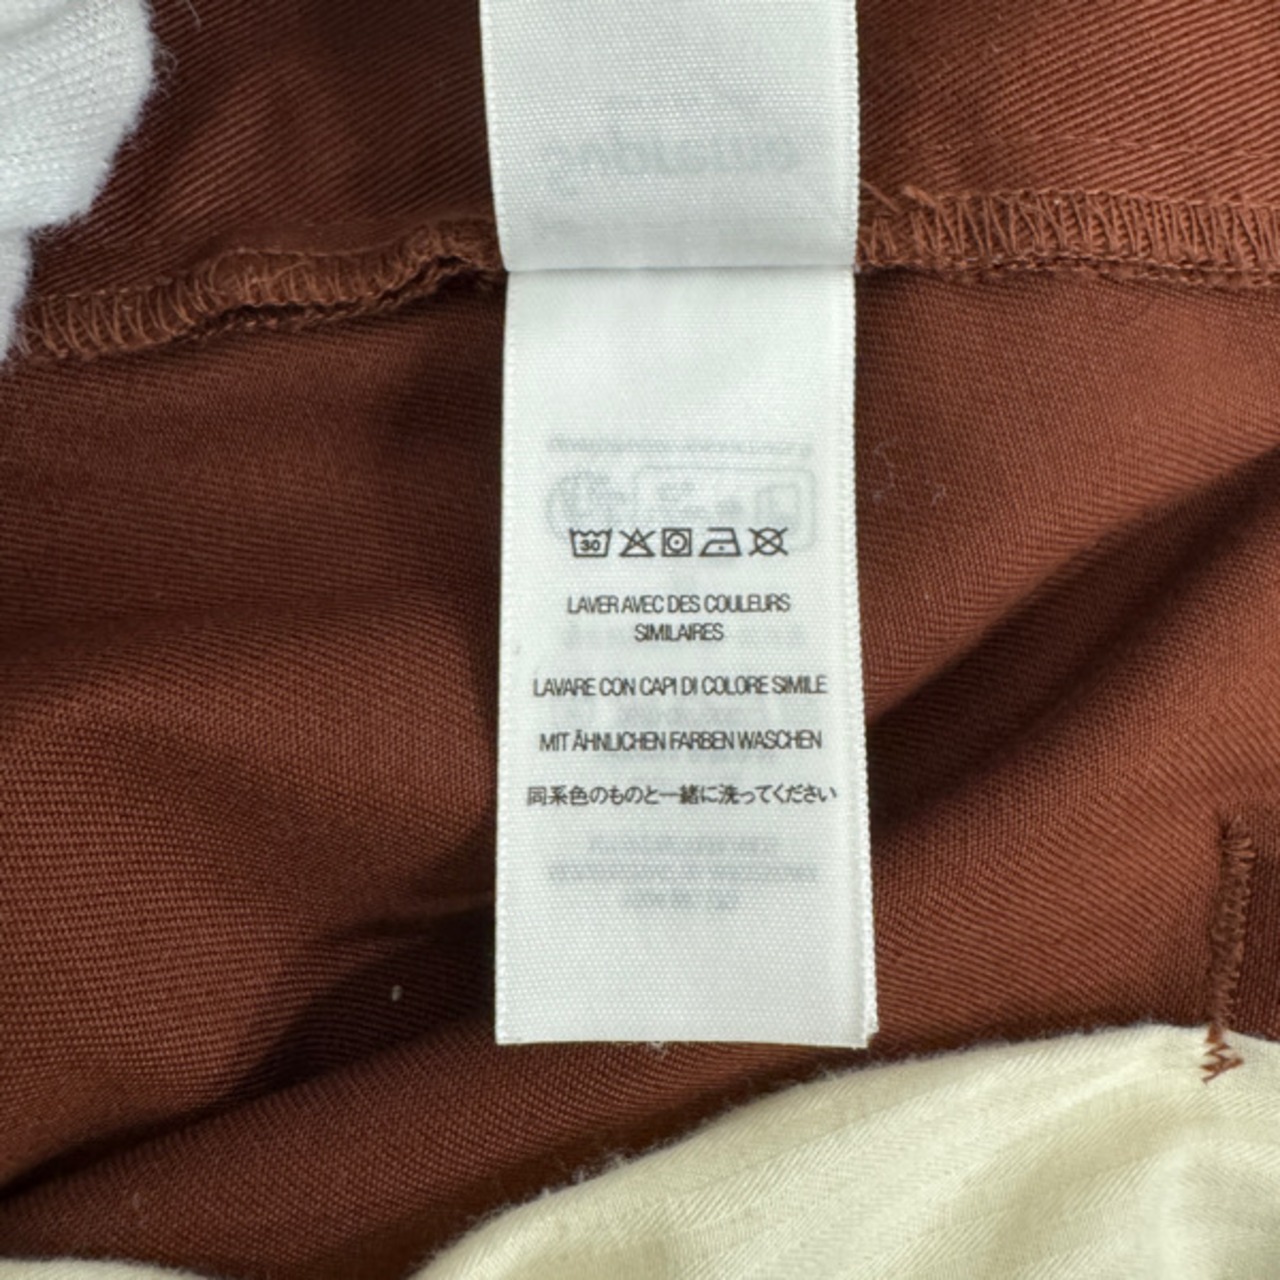 30
LAVER AVEC DES COULEURS
SIMILAIRES
LAVARE CON CAPI DI COLORE SIMILE
MIT ÄHNLICHEN FARBEN WASCHEN
同系色のものと一緒に洗ってください